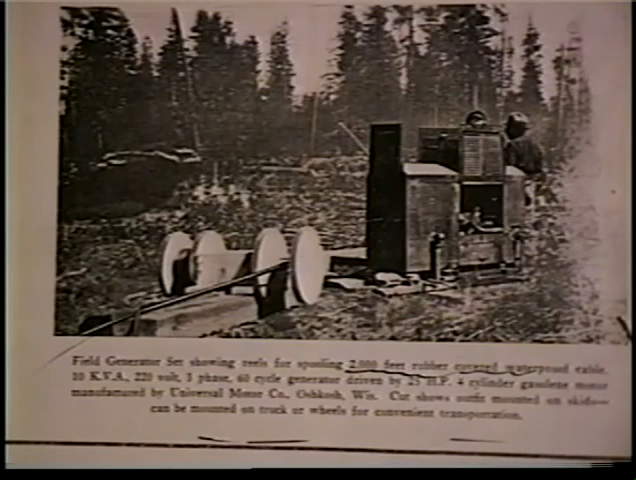 Field Generator Set showing reels for spooling 2,000 feet rubber covered waterproof cable.
10 K.V.A., 220 volt, 3 phase, 60 cycle generator driven by 25 H.P. 4 cylinder gasolene motor
manufactured by Universal Motor Co., Oshkosh, Wis. Cut shows outfit mounted on skids—
can be mounted on truck or wheels for convenient transportation.